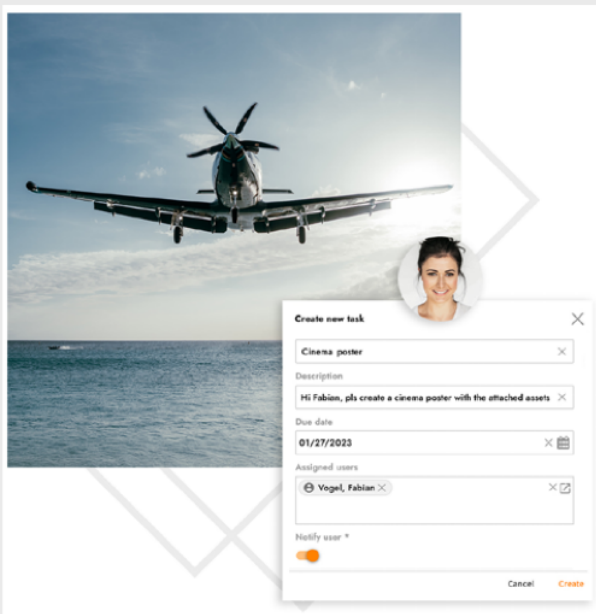 Create new task
Cinema poster
Description
Hi Fabian, pls create a cinema poster with the attached assets
Due date
01/27/2023
Assigned users
Vogel, Fabian
Notify user *
Cancel Create